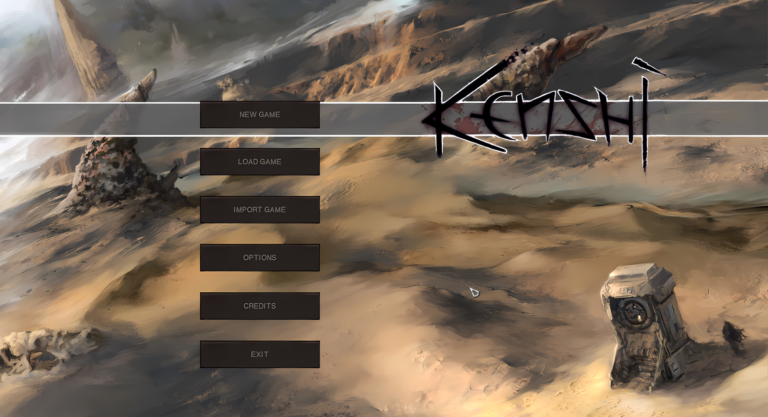 KENSHI
NEW GAME
LOAD GAME
IMPORT GAME
OPTIONS
CREDITS
EXIT